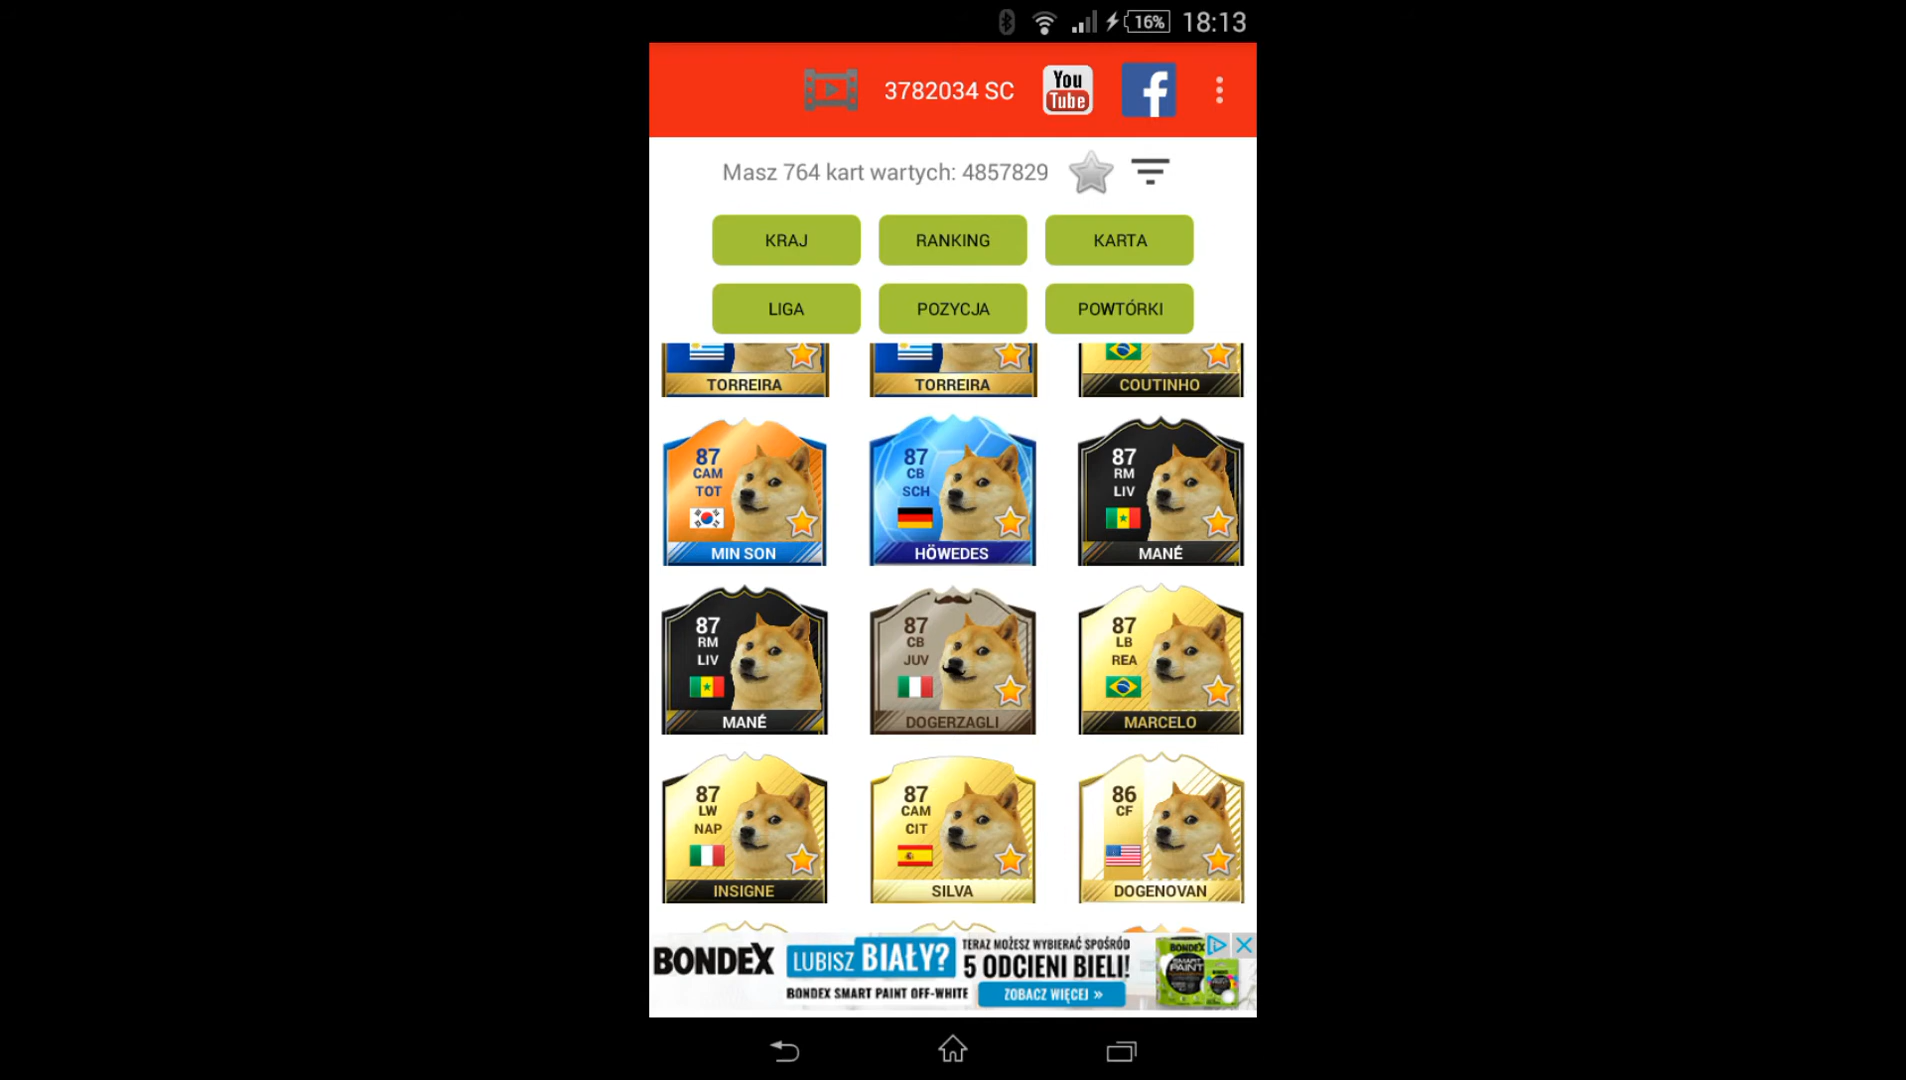 16% 18:13
3782034 SC You Tube f
Masz 764 kart wartych: 4857829
KRAJ RANKING KARTA
LIGA POZYCJA POWTÓRKI
TORREIRA TORREIRA COUTINHO
87 CAM TOT MIN SON
87 CB SCH HÖWEDES
87 RM LIV MANÉ
87 RM LIV MANÉ
87 CB JUV DOGERZAGLI
87 LB REA MARCELO
87 LW NAP INSIGNE
87 CAM CIT SILVA
86 CF DOGENOVAN
BONDEX LUBISZ BIAŁY? TERAZ MOŻESZ WYBIERAĆ SPOŚRÓD
5 ODCIENI BIELI!
BONDEX SMART PAINT OFF-WHITE ZOBACZ WIĘCEJ »
BONDEX
SMART
PAINT